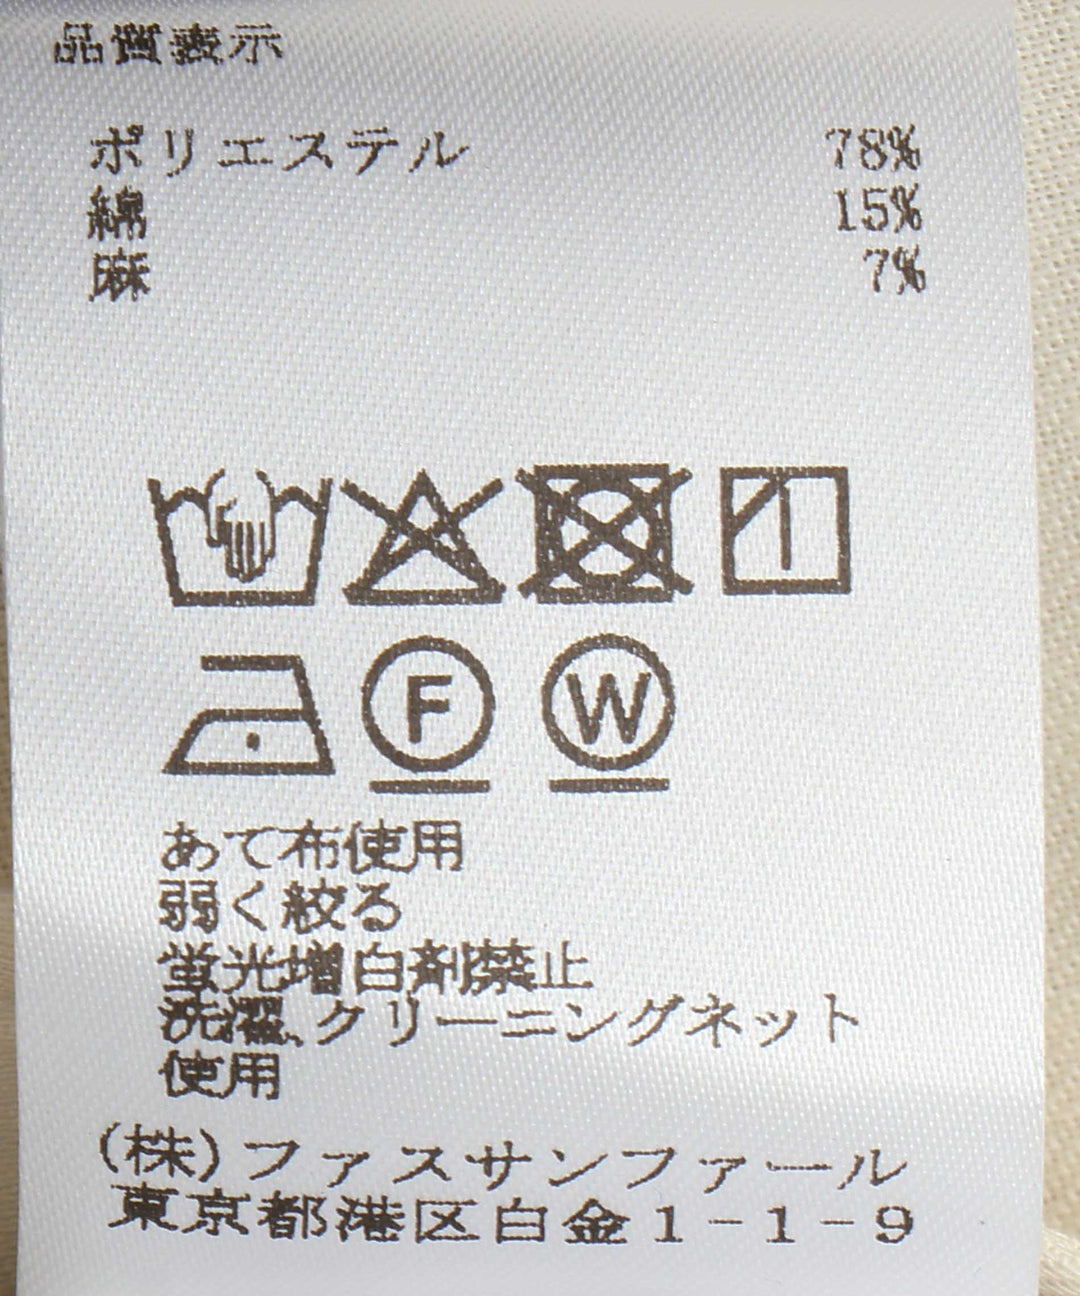 品質表示
ポリエステル 78%
綿 15%
麻 7%
F W
あて布使用
弱く絞る
蛍光増白剤禁止
洗濯、クリーニングネット
使用
(株)ファスサンファール
東京都港区白金1-1-9